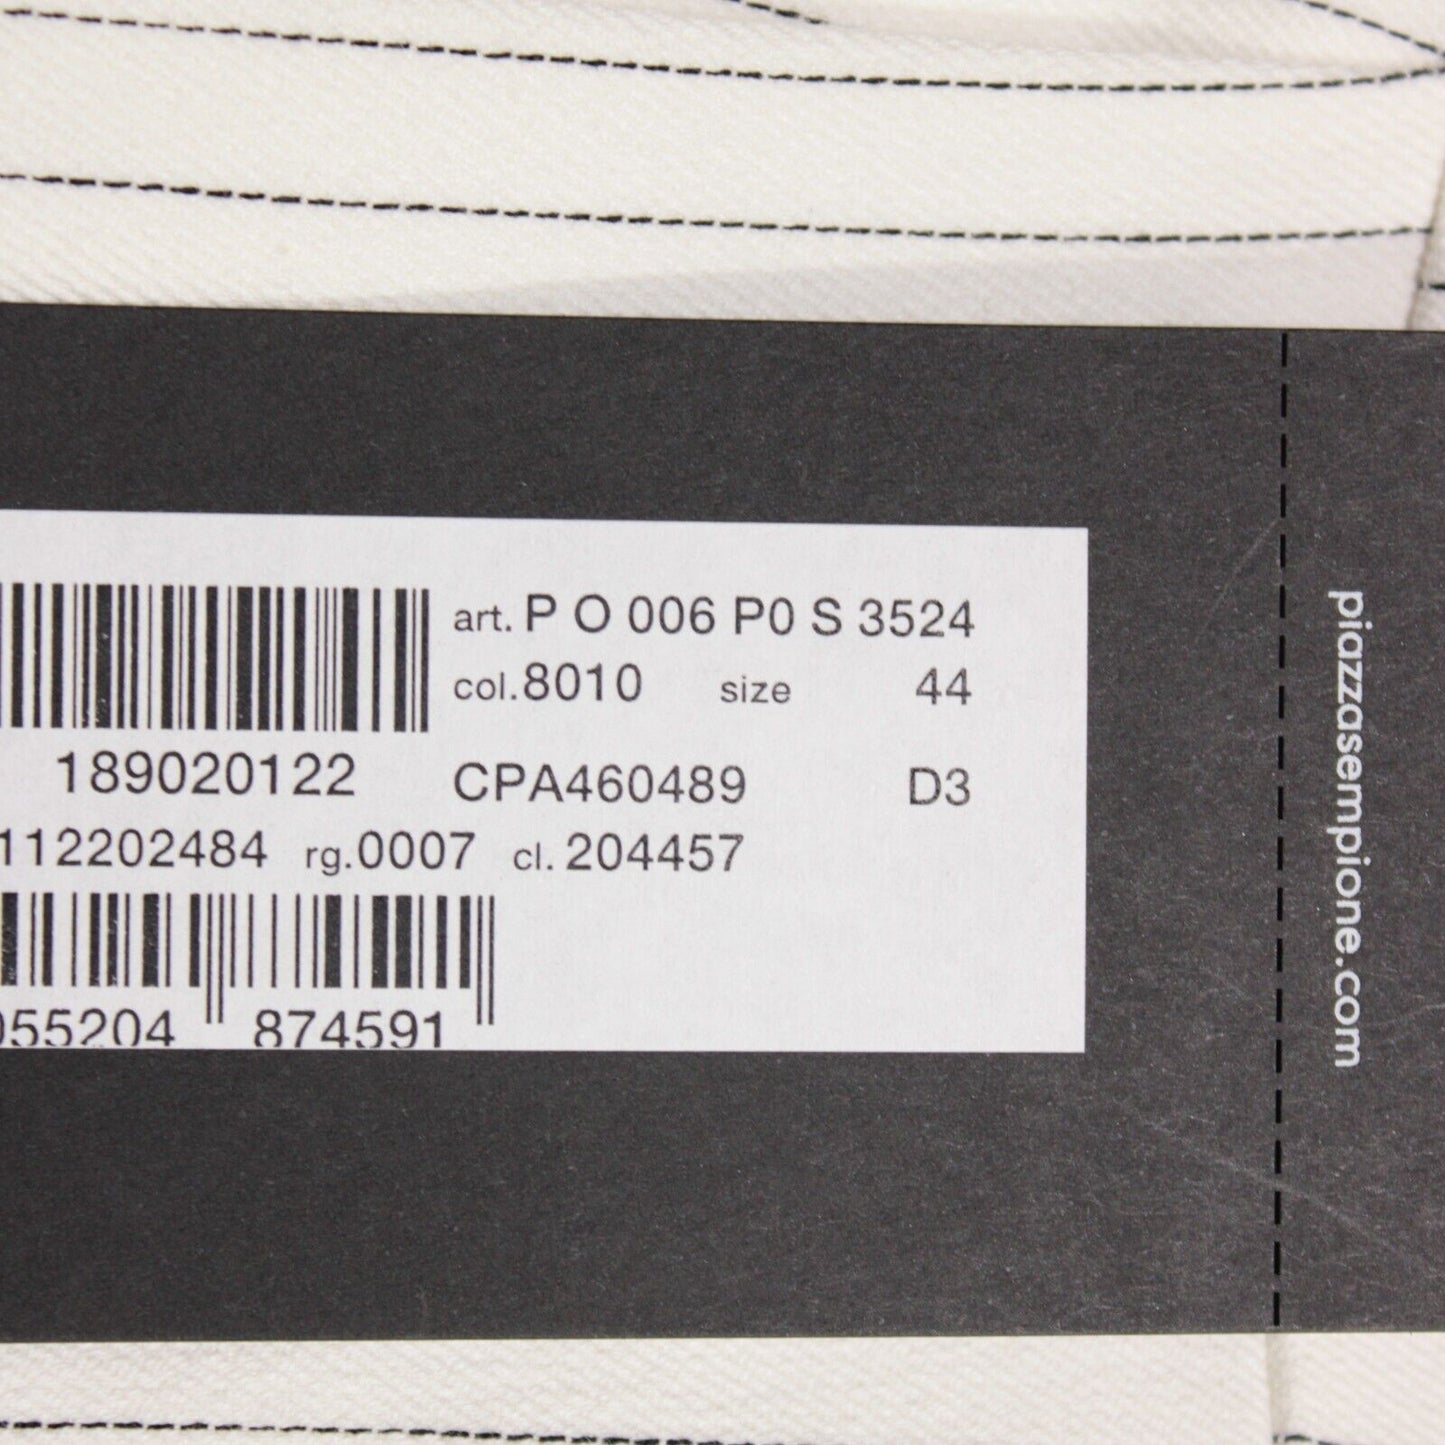 art. P O 006 P0 S 3524
col.8010 size 44
189020122 CPA460489 D3
112202484 rg.0007 cl. 204457
055204 874591
piazzasempione.com